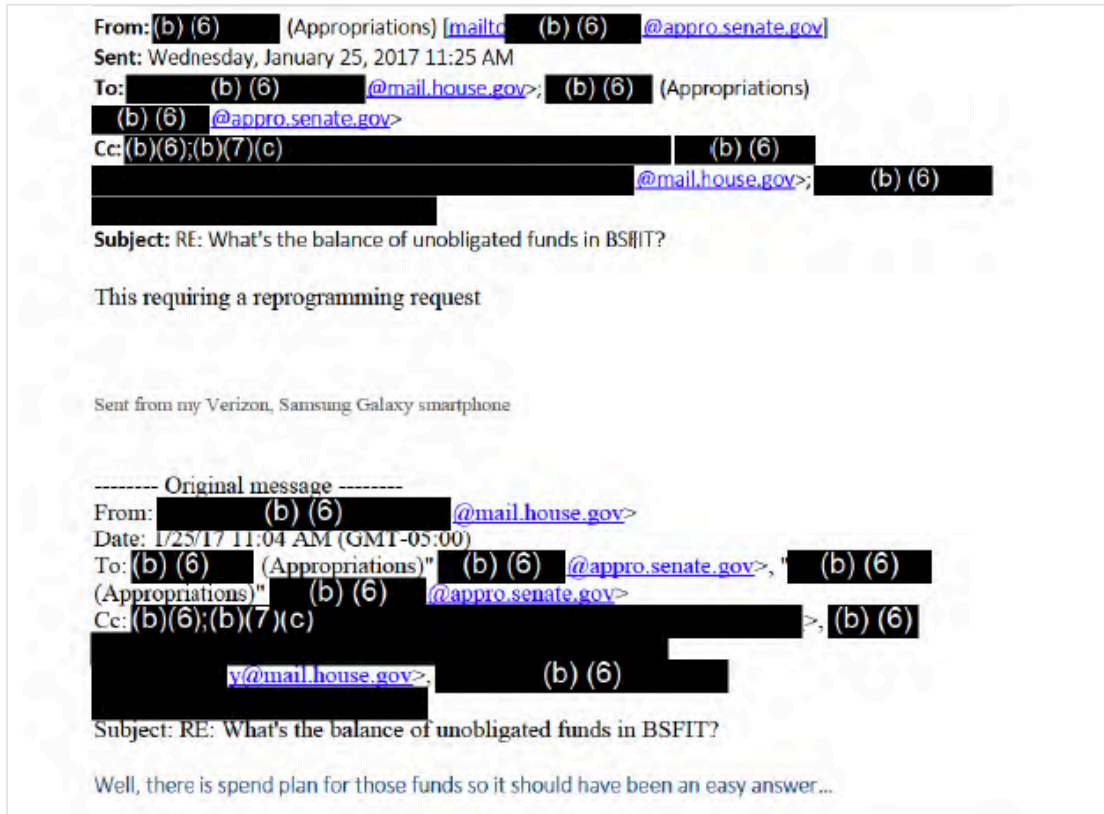 From: (b) (6) (Appropriations) [mailto (b) (6) @appro.senate.gov]
Sent: Wednesday, January 25, 2017 11:25 AM
To: (b) (6) @mail.house.gov>; (b) (6) (Appropriations)
(b) (6) @appro.senate.gov>
Cc: (b)(6);(b)(7)(c) (b) (6)
@mail.house.gov>; (b) (6)
Subject: RE: What's the balance of unobligated funds in BSFIT?
This requiring a reprogramming request
Sent from my Verizon, Samsung Galaxy smartphone
-------- Original message --------
From: (b) (6) @mail.house.gov>
Date: 1/25/17 11:04 AM (GMT-05:00)
To: (b) (6) (Appropriations)" (b) (6) @appro.senate.gov>, " (b) (6)
(Appropriations)" (b) (6) @appro.senate.gov>
Cc: (b)(6);(b)(7)(c) >, (b) (6)
y@mail.house.gov>, (b) (6)
Subject: RE: What's the balance of unobligated funds in BSFIT?
Well, there is spend plan for those funds so it should have been an easy answer...